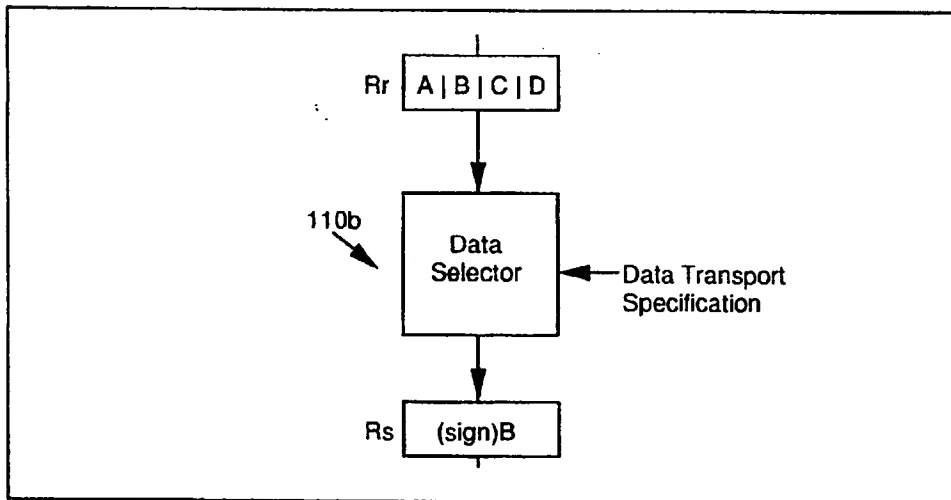 Rr A | B | C | D
110b
Data
Selector
Data Transport
Specification
Rs (sign)B